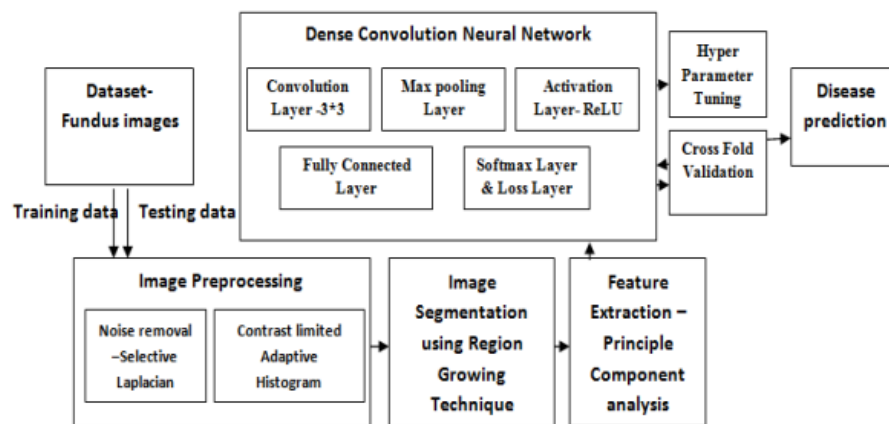 Dense Convolution Neural Network
Convolution
Layer -3*3
Max pooling
Layer
Activation
Layer- ReLU
Fully Connected
Layer
Softmax Layer
& Loss Layer
Hyper
Parameter
Tuning
Cross Fold
Validation
Disease
prediction
Dataset-
Fundus images
Training data
Testing data
Image Preprocessing
Noise removal
–Selective
Laplacian
Contrast limited
Adaptive
Histogram
Image
Segmentation
using Region
Growing
Technique
Feature
Extraction –
Principle
Component
analysis